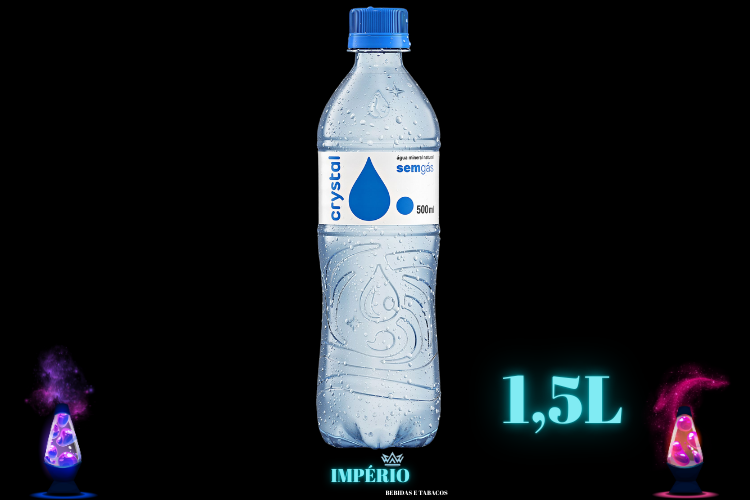 crystal
água mineral natural
semgás
500ml
1,5L
IMPÉRIO
BEBIDAS E TABACOS